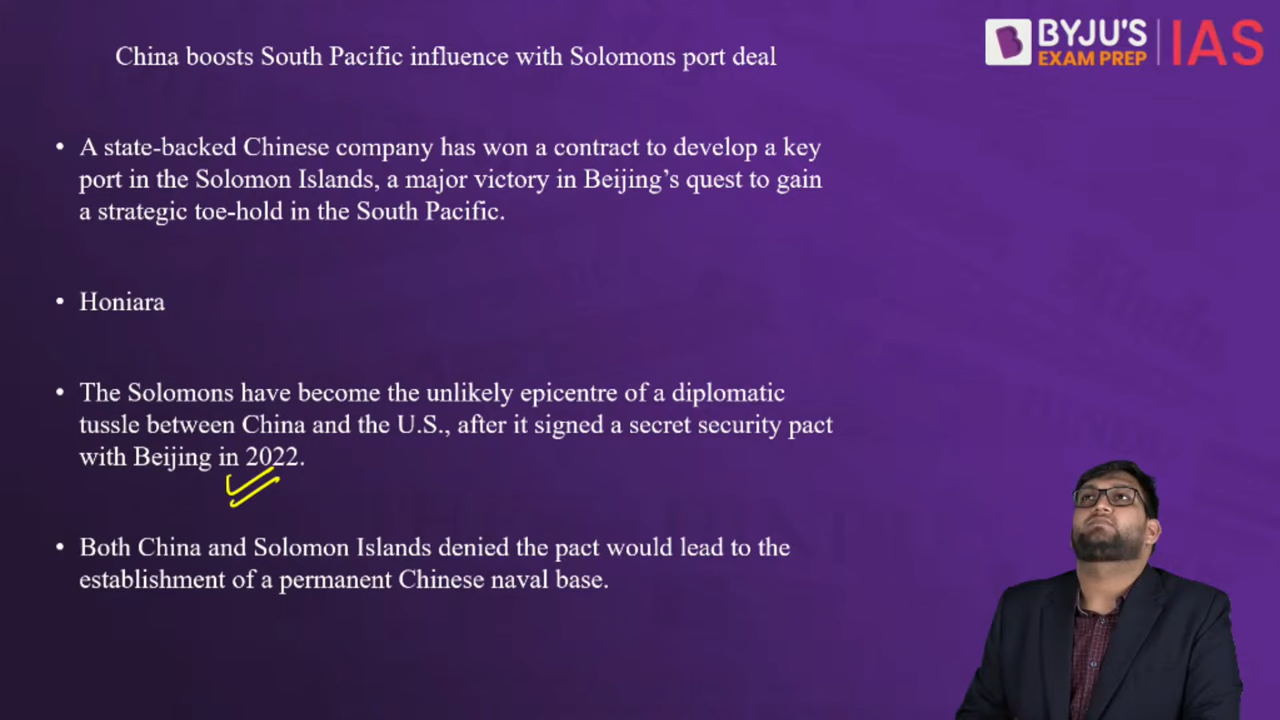 China boosts South Pacific influence with Solomons port deal
BYJU'S
EXAM PREP
IAS
• A state-backed Chinese company has won a contract to develop a key
port in the Solomon Islands, a major victory in Beijing's quest to gain
a strategic toe-hold in the South Pacific.
• Honiara
• The Solomons have become the unlikely epicentre of a diplomatic
tussle between China and the U.S., after it signed a secret security pact
with Beijing in 2022.
• Both China and Solomon Islands denied the pact would lead to the
establishment of a permanent Chinese naval base.